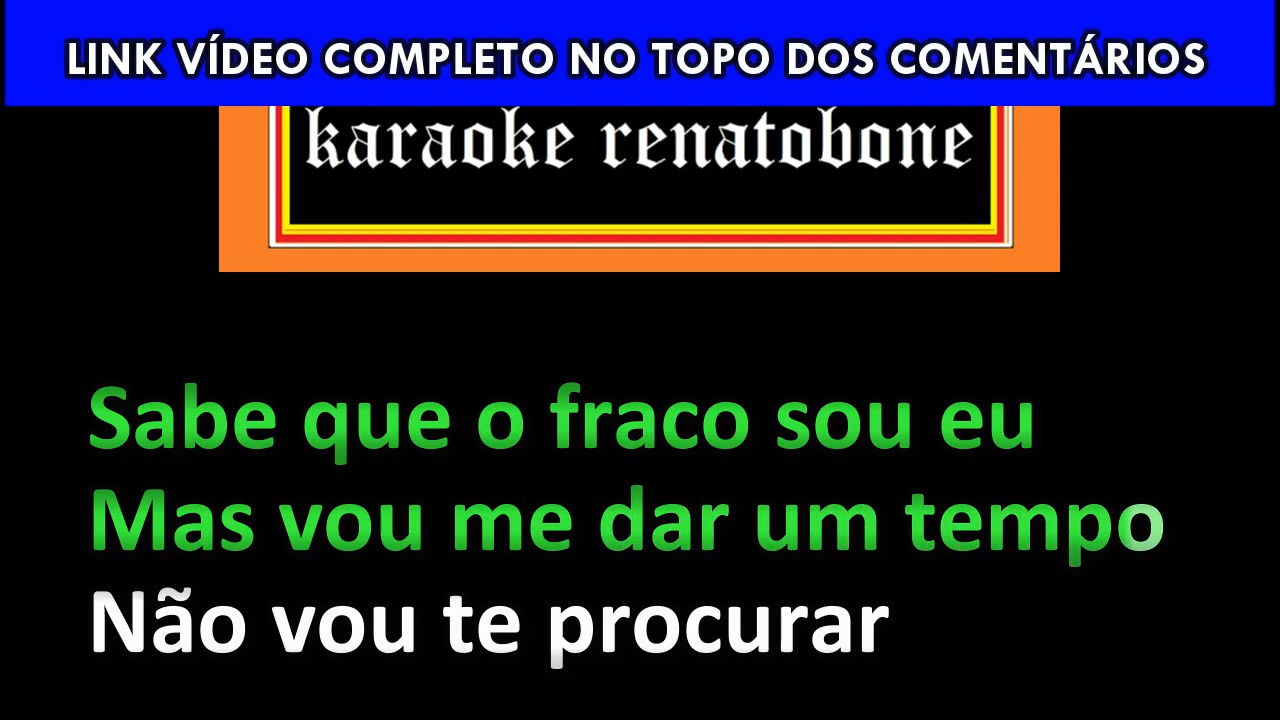 LINK VÍDEO COMPLETO NO TOPO DOS COMENTÁRIOS
karaoke renatobone
Sabe que o fraco sou eu
Mas vou me dar um tempo
Não vou te procurar